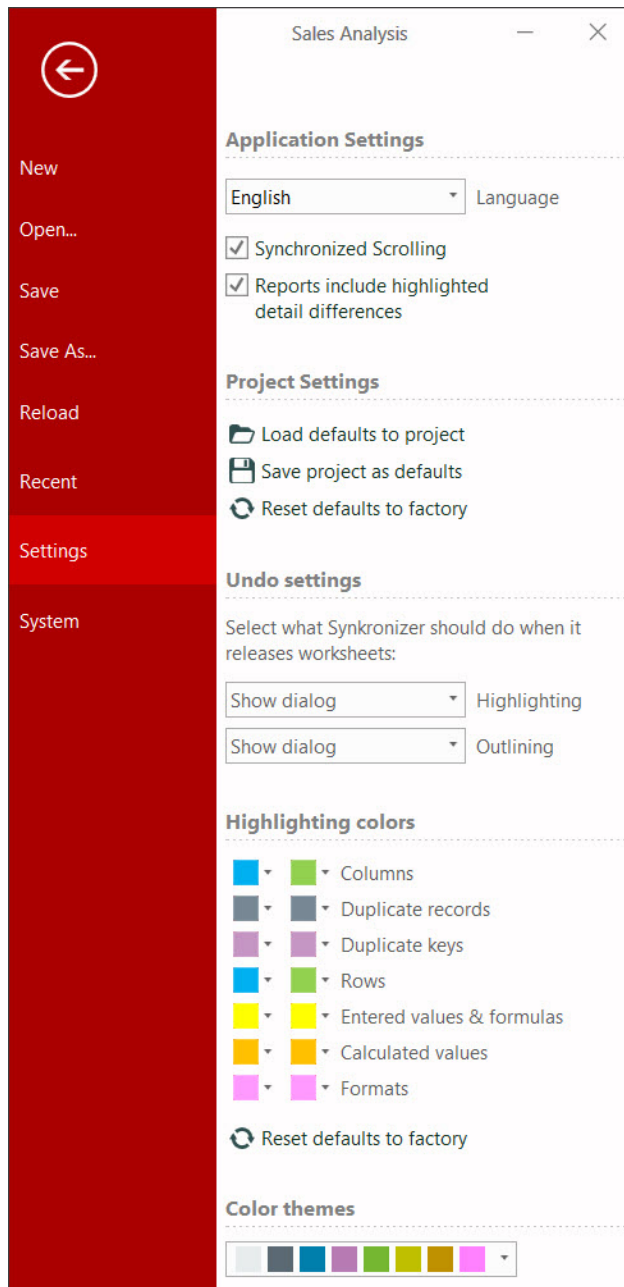 Sales Analysis
New
Open...
Save
Save As...
Reload
Recent
Settings
System
Application Settings
English Language
Synchronized Scrolling
Reports include highlighted
detail differences
Project Settings
Load defaults to project
Save project as defaults
Reset defaults to factory
Undo settings
Select what Synkronizer should do when it
releases worksheets:
Show dialog Highlighting
Show dialog Outlining
Highlighting colors
Columns
Duplicate records
Duplicate keys
Rows
Entered values & formulas
Calculated values
Formats
Reset defaults to factory
Color themes